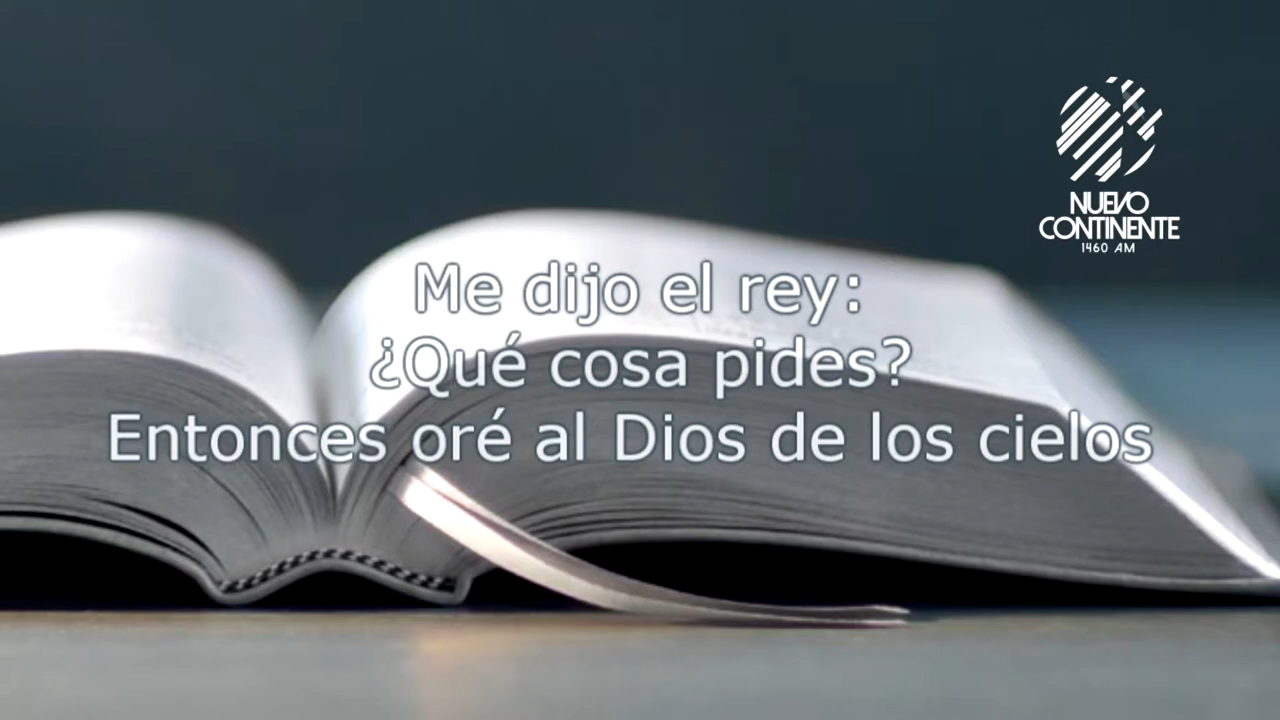 NUEVO
CONTINENTE
1460 AM
Me dijo el rey:
¿Qué cosa pides?
Entonces oré al Dios de los cielos